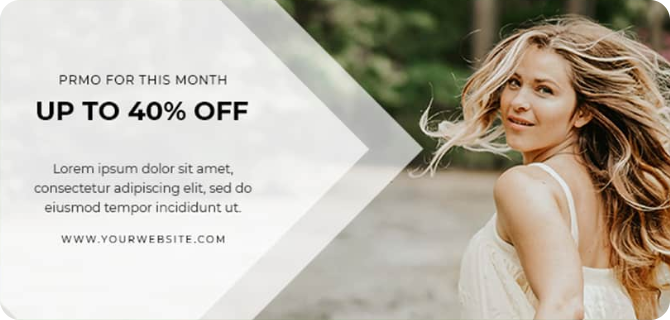 PRMO FOR THIS MONTH
UP TO 40% OFF
Lorem ipsum dolor sit amet,
consectetur adipiscing elit, sed do
eiusmod tempor incididunt ut.
WWW.YOURWEBSITE.COM